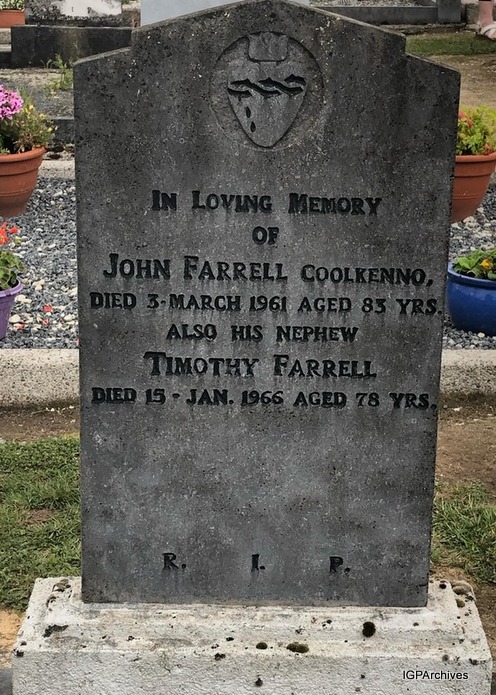 In Loving Memory
of
John Farrell Coolkenno,
died 3·March 1961 aged 83 yrs.
also his nephew
Timothy Farrell
died 15 - Jan. 1966 aged 78 yrs.
R. I. P.
IGPArchives